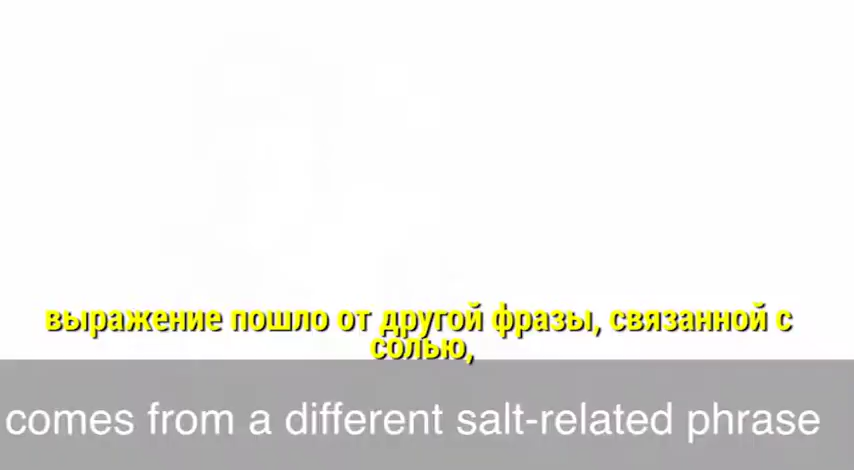 выражение пошло от другой фразы, связанной с
солью,
comes from a different salt-related phrase